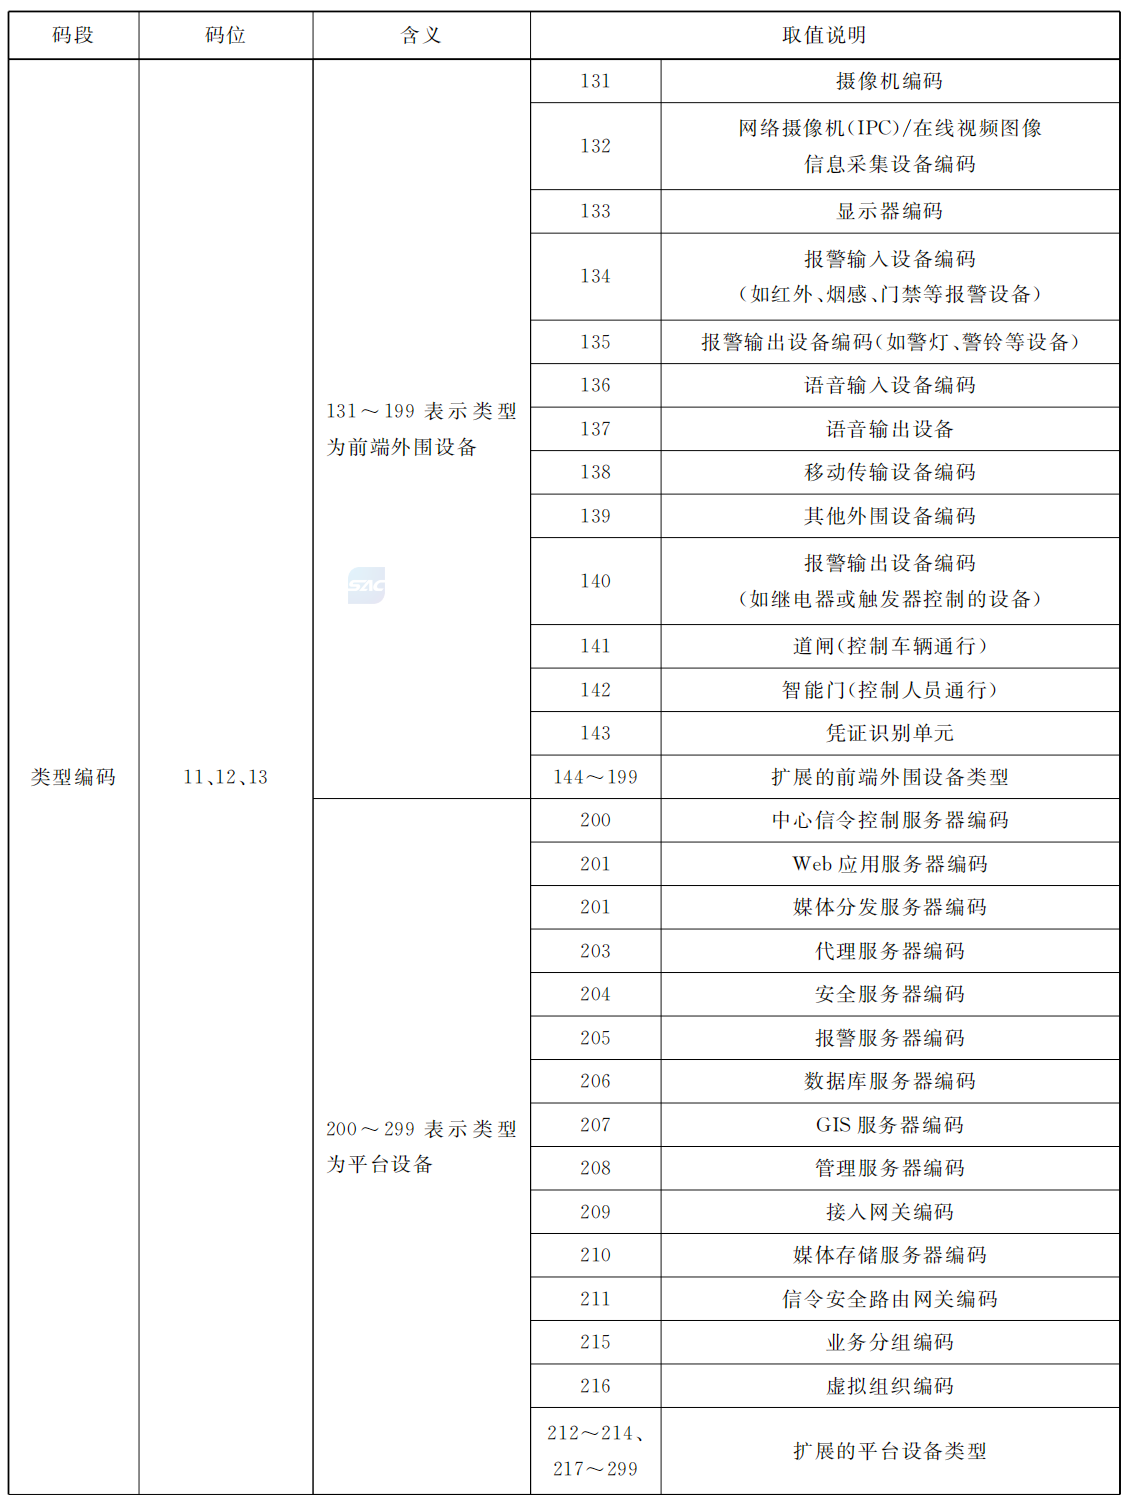 码段 码位 含义 取值说明
类型编码 11、12、13
131～199 表示类型
为前端外围设备
131 摄像机编码
132 网络摄像机(IPC)/在线视频图像
信息采集设备编码
133 显示器编码
134 报警输入设备编码
(如红外、烟感、门禁等报警设备)
135 报警输出设备编码(如警灯、警铃等设备)
136 语音输入设备编码
137 语音输出设备
138 移动传输设备编码
139 其他外围设备编码
140 报警输出设备编码
(如继电器或触发器控制的设备)
141 道闸(控制车辆通行)
142 智能门(控制人员通行)
143 凭证识别单元
144～199 扩展的前端外围设备类型
SAC
200～299 表示类型
为平台设备
200 中心信令控制服务器编码
201 Web 应用服务器编码
201 媒体分发服务器编码
203 代理服务器编码
204 安全服务器编码
205 报警服务器编码
206 数据库服务器编码
207 GIS 服务器编码
208 管理服务器编码
209 接入网关编码
210 媒体存储服务器编码
211 信令安全路由网关编码
215 业务分组编码
216 虚拟组织编码
212～214、
217～299 扩展的平台设备类型